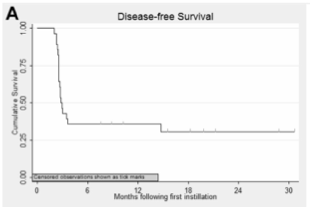 A
Disease-free Survival
Cumulative Survival
1.00
0.75
0.50
0.25
0.00
Censored observations shown as tick marks
0 6 12 18 24 30
Months following first instillation